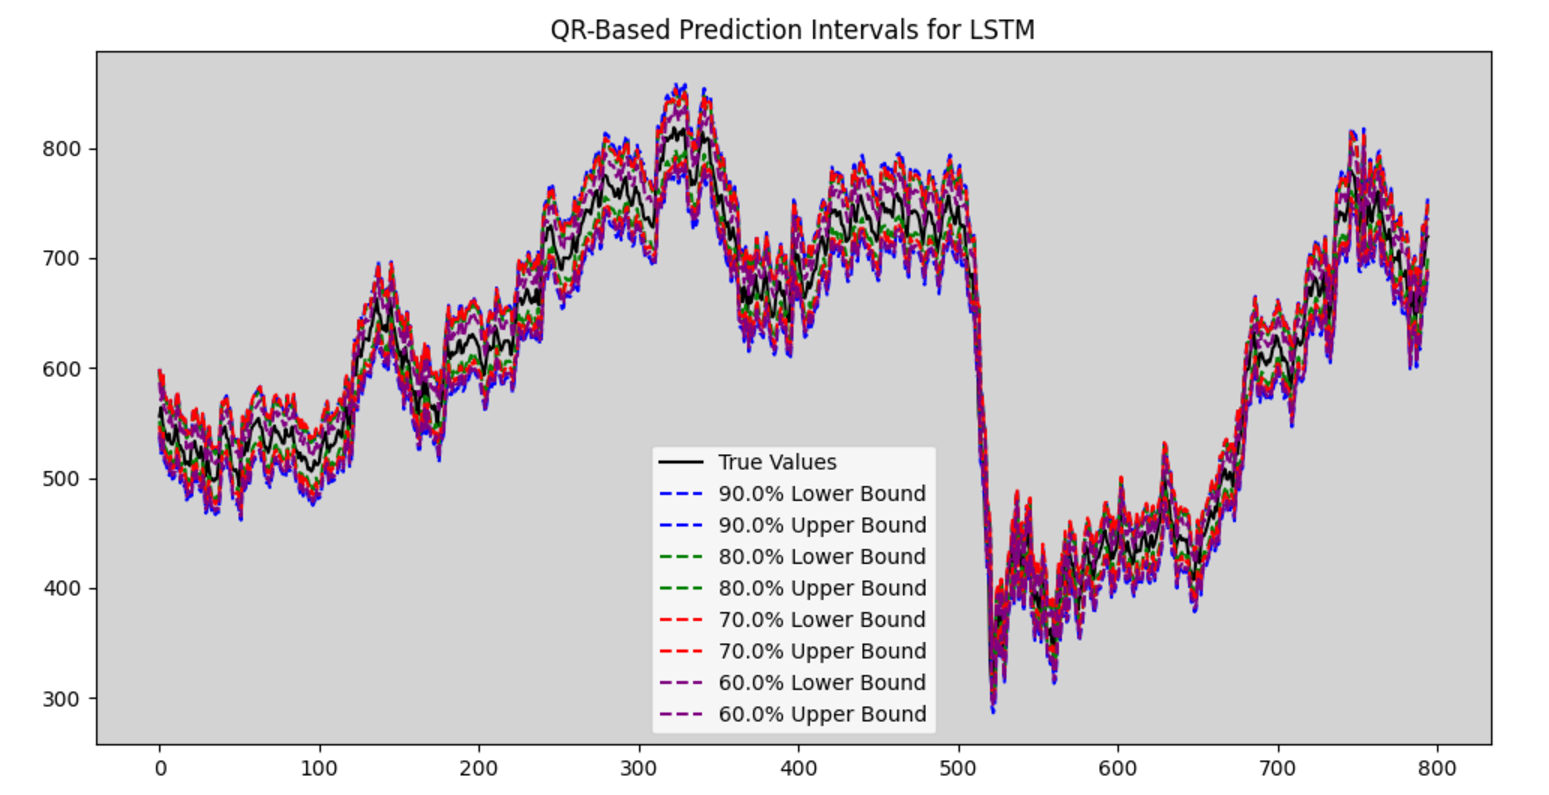 QR-Based Prediction Intervals for LSTM
800
700
600
500
400
300
True Values
90.0% Lower Bound
90.0% Upper Bound
80.0% Lower Bound
80.0% Upper Bound
70.0% Lower Bound
70.0% Upper Bound
60.0% Lower Bound
60.0% Upper Bound
0 100 200 300 400 500 600 700 800